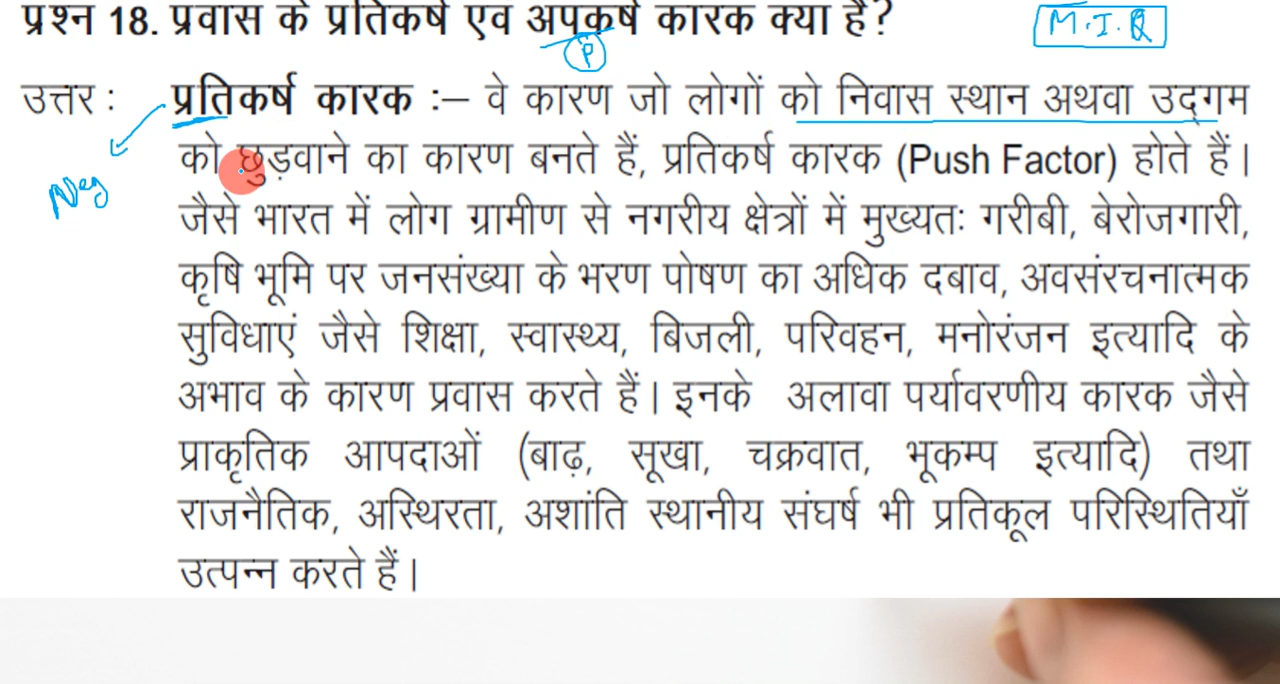 प्रश्न 18. प्रवास के प्रतिकर्ष एवं अपकर्ष कारक क्या हैं?
M.I.Q
P
उत्तर : प्रतिकर्ष कारक :– वे कारण जो लोगों को निवास स्थान अथवा उद्गम
को छुड़वाने का कारण बनते हैं, प्रतिकर्ष कारक (Push Factor) होते हैं।
Neg
जैसे भारत में लोग ग्रामीण से नगरीय क्षेत्रों में मुख्यतः गरीबी, बेरोजगारी,
कृषि भूमि पर जनसंख्या के भरण पोषण का अधिक दबाव, अवसंरचनात्मक
सुविधाएं जैसे शिक्षा, स्वास्थ्य, बिजली, परिवहन, मनोरंजन इत्यादि के
अभाव के कारण प्रवास करते हैं। इनके अलावा पर्यावरणीय कारक जैसे
प्राकृतिक आपदाओं (बाढ़, सूखा, चक्रवात, भूकम्प इत्यादि) तथा
राजनैतिक, अस्थिरता, अशांति स्थानीय संघर्ष भी प्रतिकूल परिस्थितियाँ
उत्पन्न करते हैं।